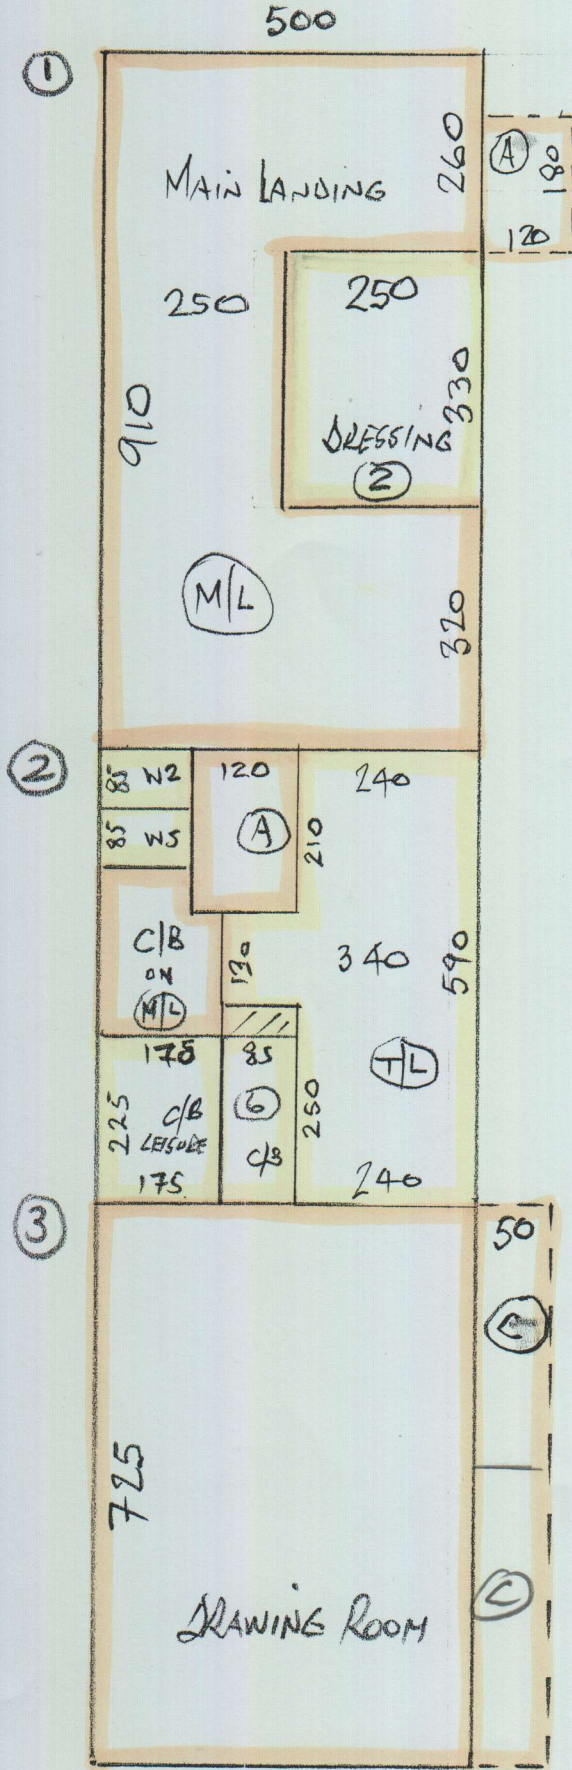 500
1
MAIN LANDING
260
A
180
120
250
250
910
330
DRESSING
2
M/L
320
2
85 W2
120
240
85 W5
A
210
C/B
on
M/L
130
340
590
T/L
175
85
225
C/B
LEISURE
6
C/B
250
175
240
3
50
C
725
C
DRAWING ROOM